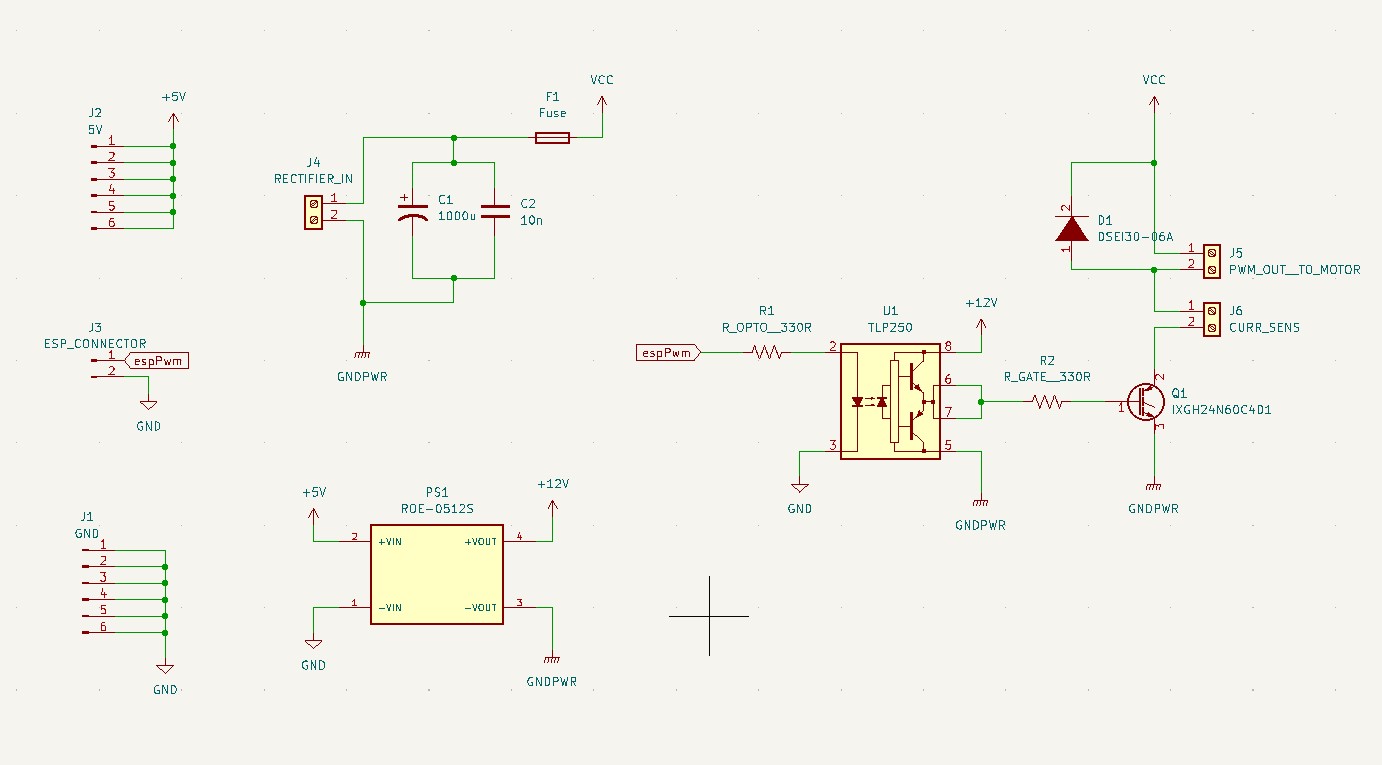 J2
5V
+5V
1
2
3
4
5
6
J3
ESP_CONNECTOR
1
espPwm
2
GND
J1
GND
1
2
3
4
5
6
GND
J4
RECTIFIER_IN
1
2
+
C1
1000u
C2
10n
F1
Fuse
VCC
GNDPWR
PS1
ROE-0512S
+5V
+12V
2
+VIN
+VOUT
4
1
-VIN
-VOUT
3
GND
GNDPWR
espPwm
R1
R_OPTO__330R
U1
TLP250
+12V
2
8
6
7
3
5
GND
GNDPWR
R2
R_GATE__330R
VCC
2
D1
DSEI30-06A
1
1
2
J5
PWM_OUT__TO_MOTOR
1
2
J6
CURR_SENS
2
1
3
Q1
IXGH24N60C4D1
GNDPWR